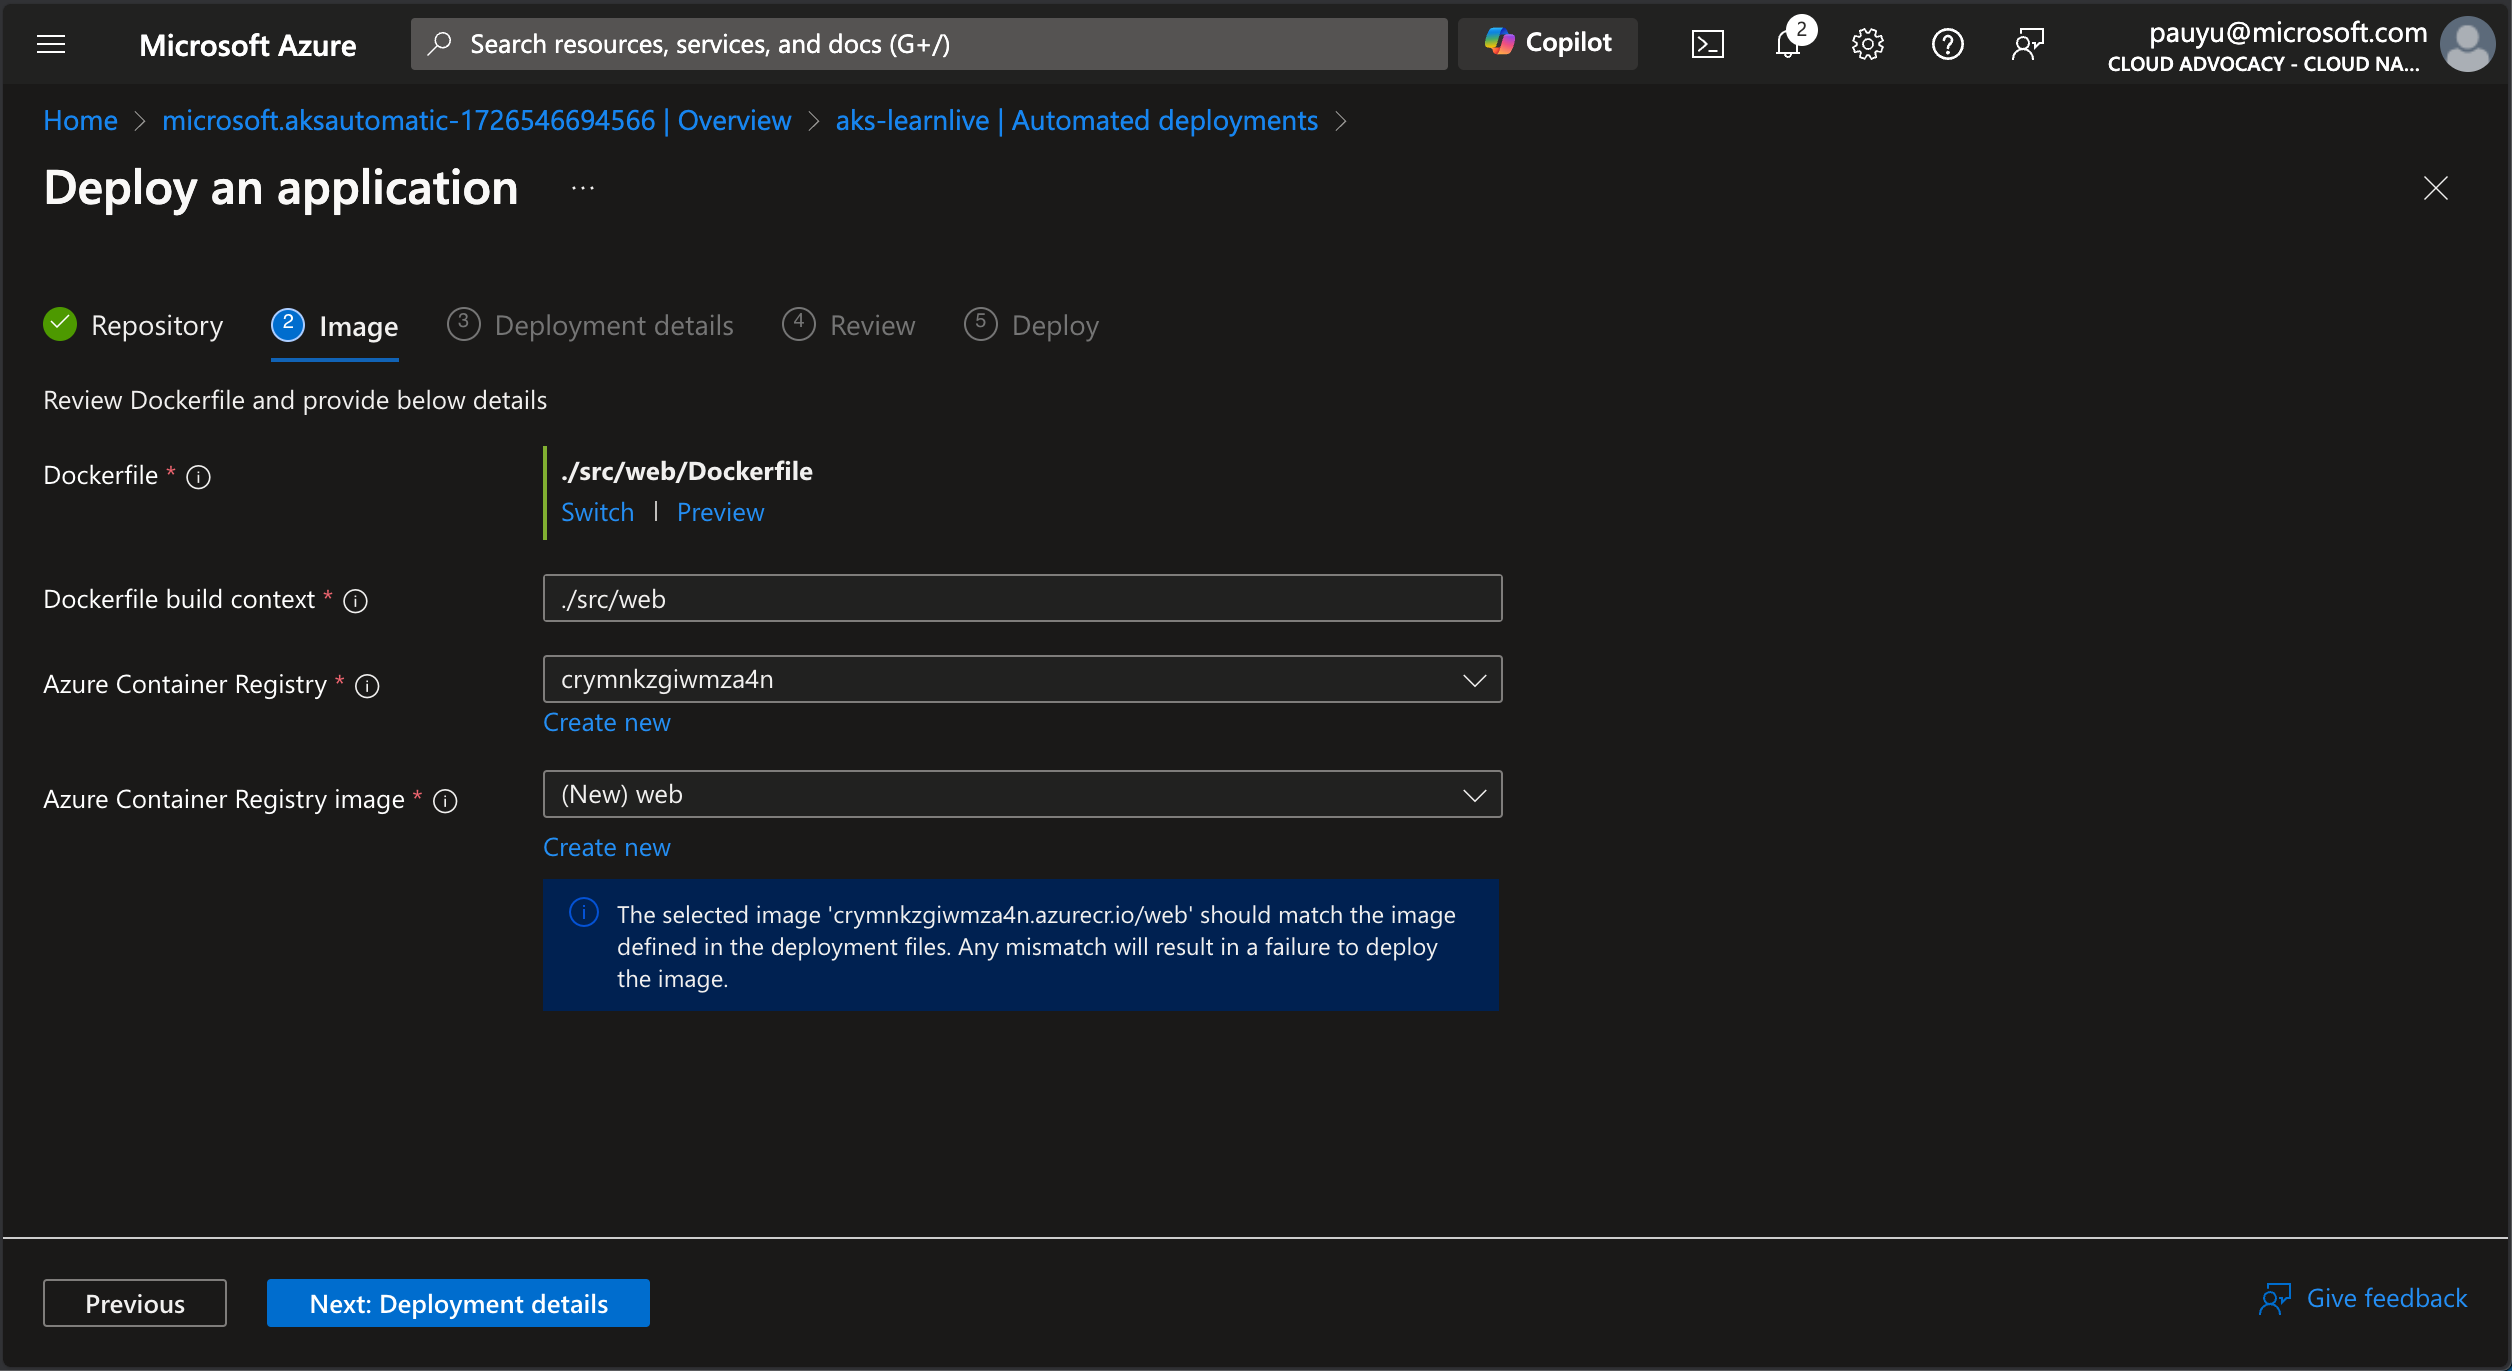 Microsoft Azure
Search resources, services, and docs (G+/)
Copilot
2
pauyu@microsoft.com
CLOUD ADVOCACY - CLOUD NA...
Home > microsoft.aksautomatic-1726546694566 | Overview > aks-learnlive | Automated deployments >
Deploy an application ...
Repository
2 Image
3 Deployment details
4 Review
5 Deploy
Review Dockerfile and provide below details
Dockerfile *
./src/web/Dockerfile
Switch | Preview
Dockerfile build context *
./src/web
Azure Container Registry *
crymnkzgiwmza4n
Create new
Azure Container Registry image *
(New) web
Create new
The selected image 'crymnkzgiwmza4n.azurecr.io/web' should match the image
defined in the deployment files. Any mismatch will result in a failure to deploy
the image.
Previous
Next: Deployment details
Give feedback